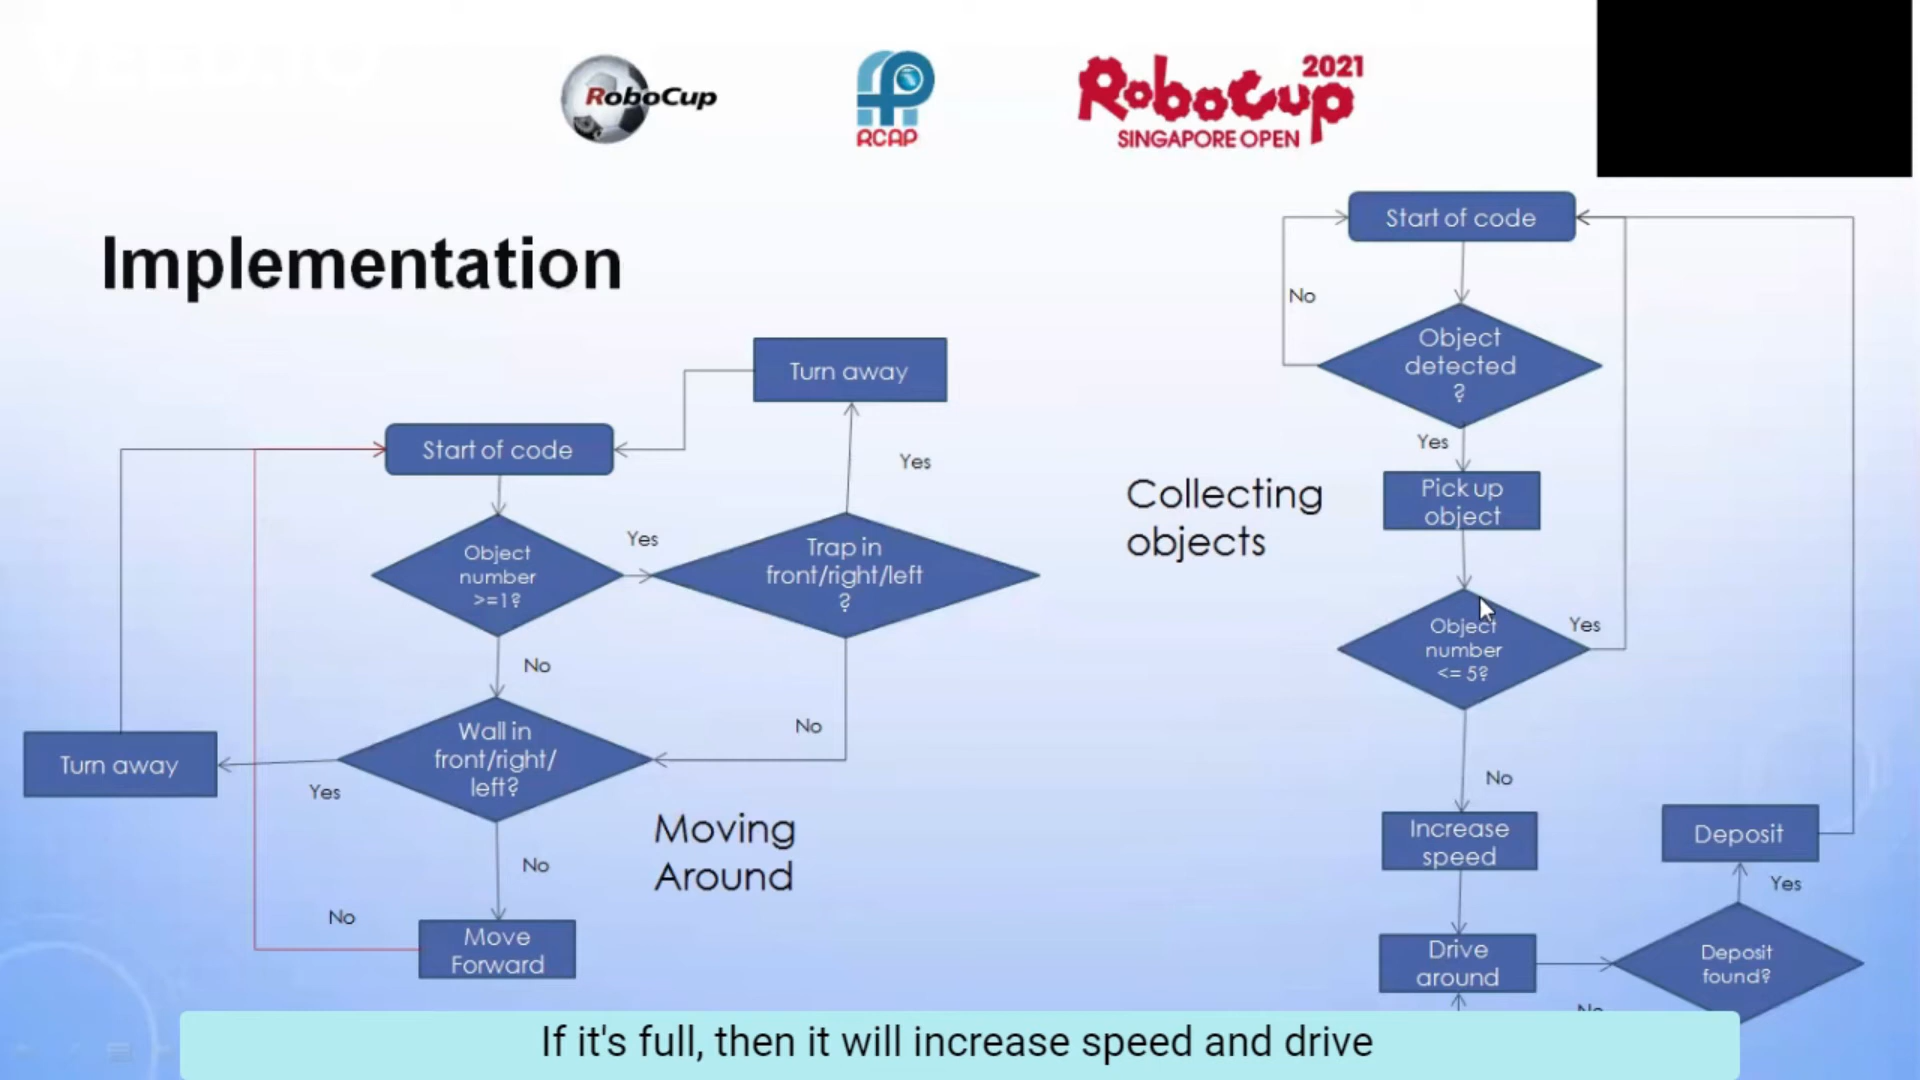 RoboCup
RCAP
RoboCup
2021
SINGAPORE OPEN
Implementation
Turn away
Start of code
Yes
Object
number
>=1?
Yes
Trap in
front/right/left
?
No
No
Wall in
front/right/
left?
Turn away
Yes
No
No
Move
Forward
Moving
Around
Start of code
No
Object
detected
?
Yes
Pick up
object
Collecting
objects
Object
number
<= 5?
Yes
No
Increase
speed
Drive
around
Deposit
Yes
Deposit
found?
No
If it's full, then it will increase speed and drive